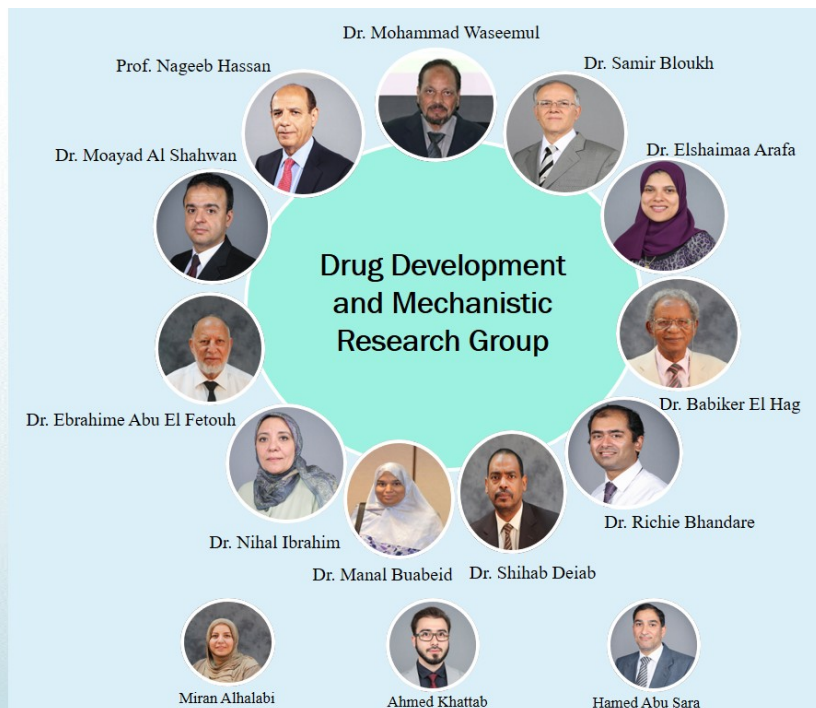 Dr. Mohammad Waseemul
Prof. Nageeb Hassan
Dr. Samir Bloukh
Dr. Moayad Al Shahwan
Dr. Elshaimaa Arafa
Drug Development
and Mechanistic
Research Group
Dr. Ebrahime Abu El Fetouh
Dr. Babiker El Hag
Dr. Nihal Ibrahim
Dr. Richie Bhandare
Dr. Manal Buabeid
Dr. Shihab Deiab
Miran Alhalabi
Ahmed Khattab
Hamed Abu Sara